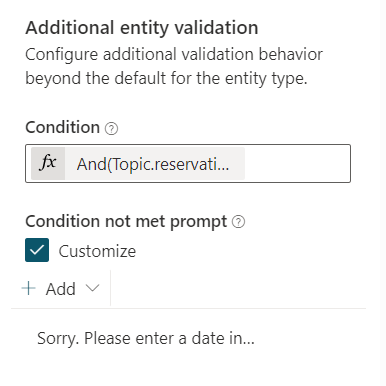 Additional entity validation
Configure additional validation behavior
beyond the default for the entity type.
Condition
fx And(Topic.reservati...
Condition not met prompt
Customize
+ Add
Sorry. Please enter a date in...